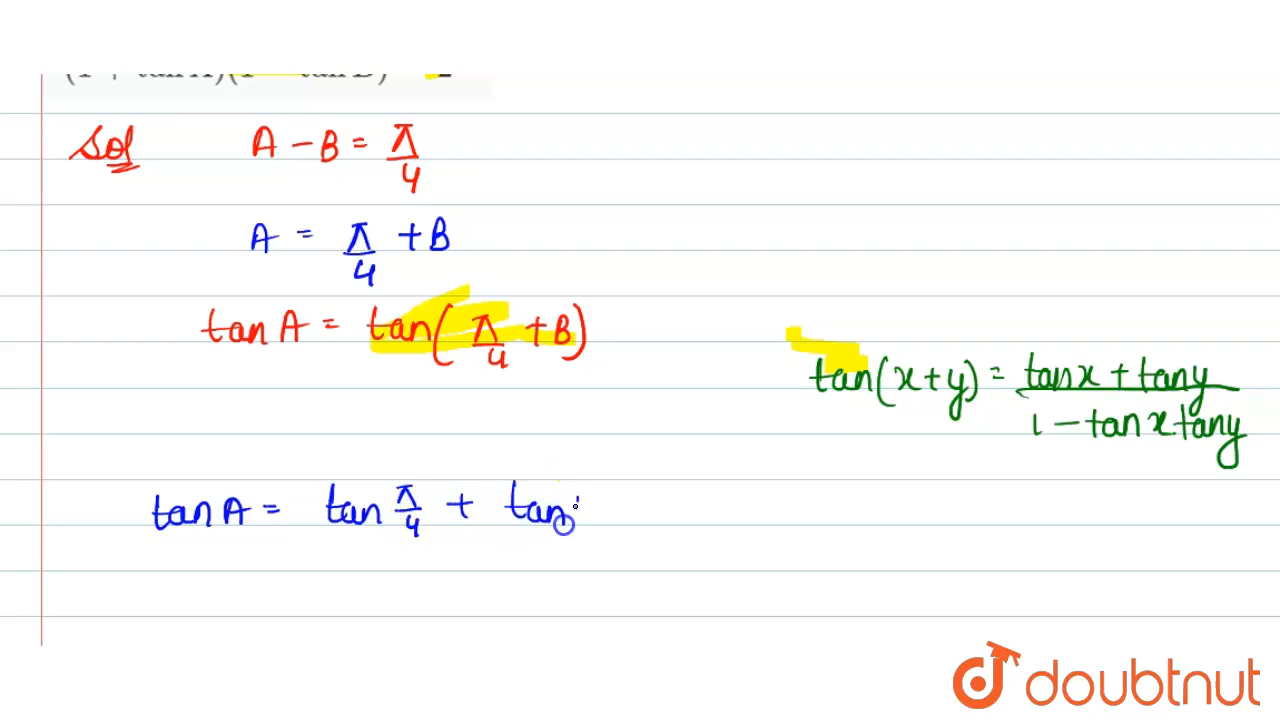 Sol A - B = π/4
A = π/4 + B
tan A = tan(π/4 + B)
tan(x+y) = tan x + tan y / 1 - tan x tan y
tan A = tan π/4 + tan
doubtnut